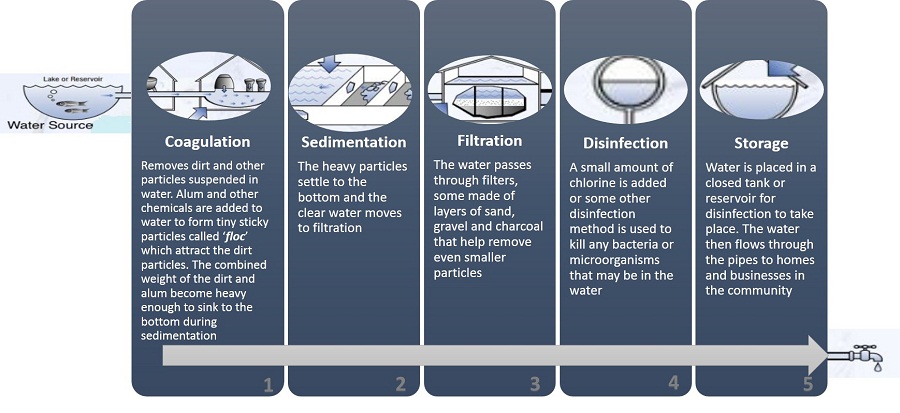 Lake or Reservoir
Water Source
Coagulation
Removes dirt and other
particles suspended in
water. Alum and other
chemicals are added to
water to form tiny sticky
particles called ‘floc’
which attract the dirt
particles. The combined
weight of the dirt and
alum become heavy
enough to sink to the
bottom during
sedimentation
1
Sedimentation
The heavy particles
settle to the
bottom and the
clear water moves
to filtration
2
Filtration
The water passes
through filters,
some made of
layers of sand,
gravel and charcoal
that help remove
even smaller
particles
3
Disinfection
A small amount of
chlorine is added
or some other
disinfection
method is used to
kill any bacteria or
microorganisms
that may be in the
water
4
Storage
Water is placed in a
closed tank or
reservoir for
disinfection to take
place. The water
then flows through
the pipes to homes
and businesses in
the community
5